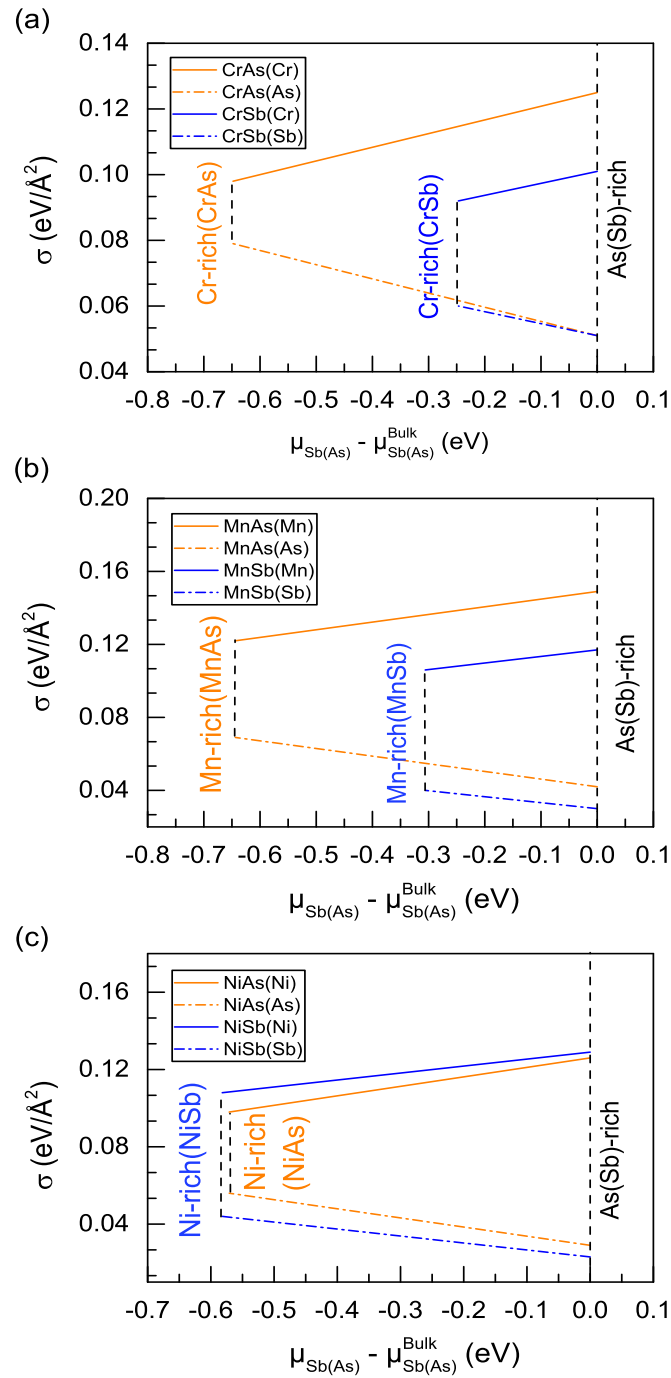 (a)
0.14
0.12
0.10
0.08
0.06
0.04
σ (eV/Å²)
CrAs(Cr)
CrAs(As)
CrSb(Cr)
CrSb(Sb)
Cr-rich(CrAs)
Cr-rich(CrSb)
As(Sb)-rich
-0.8 -0.7 -0.6 -0.5 -0.4 -0.3 -0.2 -0.1 0.0 0.1
μSb(As) - μSb(As)Bulk (eV)
(b)
0.20
0.16
0.12
0.08
0.04
σ (eV/Å²)
MnAs(Mn)
MnAs(As)
MnSb(Mn)
MnSb(Sb)
Mn-rich(MnAs)
Mn-rich(MnSb)
As(Sb)-rich
-0.8 -0.7 -0.6 -0.5 -0.4 -0.3 -0.2 -0.1 0.0 0.1
μSb(As) - μSb(As)Bulk (eV)
(c)
0.16
0.12
0.08
0.04
σ (eV/Å²)
NiAs(Ni)
NiAs(As)
NiSb(Ni)
NiSb(Sb)
Ni-rich(NiSb)
Ni-rich
(NiAs)
As(Sb)-rich
-0.7 -0.6 -0.5 -0.4 -0.3 -0.2 -0.1 0.0 0.1
μSb(As) - μSb(As)Bulk (eV)